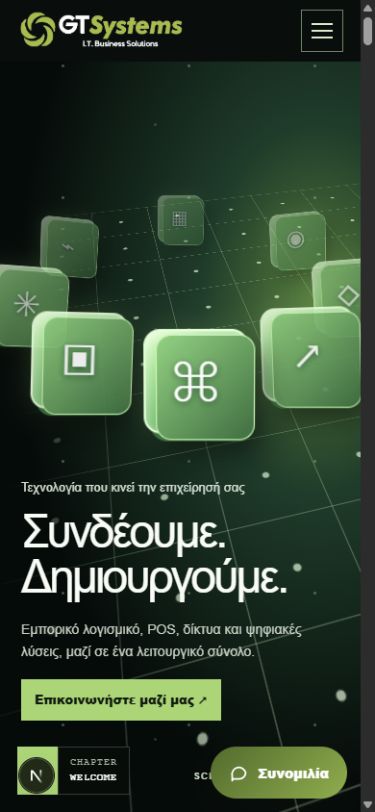 GTSystems
I.T. Business Solutions
Τεχνολογία που κινεί την επιχείρησή σας
Συνδέουμε.
Δημιουργούμε.
Εμπορικό λογισμικό, POS, δίκτυα και ψηφιακές
λύσεις, μαζί σε ένα λειτουργικό σύνολο.
Επικοινωνήστε μαζί μας ↗
N
CHAPTER
WELCOME
Συνομιλία